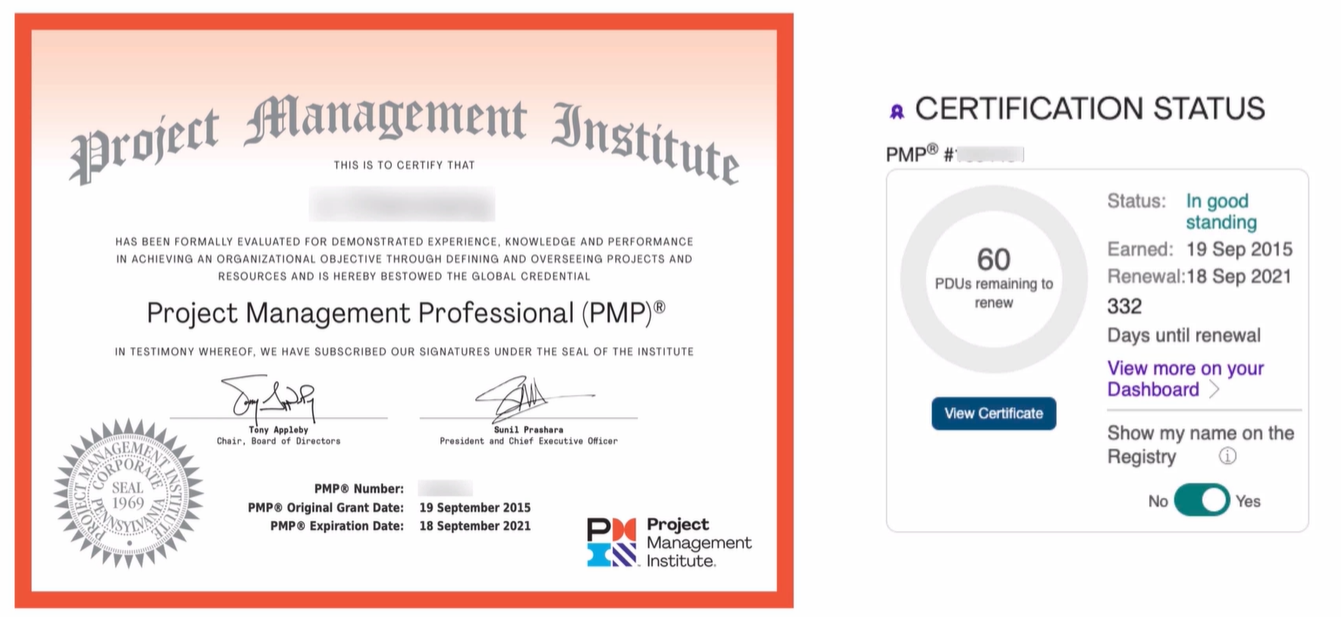 Project Management Institute
THIS IS TO CERTIFY THAT
HAS BEEN FORMALLY EVALUATED FOR DEMONSTRATED EXPERIENCE, KNOWLEDGE AND PERFORMANCE
IN ACHIEVING AN ORGANIZATIONAL OBJECTIVE THROUGH DEFINING AND OVERSEEING PROJECTS AND
RESOURCES AND IS HEREBY BESTOWED THE GLOBAL CREDENTIAL
Project Management Professional (PMP)®
IN TESTIMONY WHEREOF, WE HAVE SUBSCRIBED OUR SIGNATURES UNDER THE SEAL OF THE INSTITUTE
Tony Appleby
Chair, Board of Directors
Sunil Prashara
President and Chief Executive Officer
PROJECT MANAGEMENT INSTITUTE
CORPORATE
SEAL
1969
PENNSYLVANIA
PMP® Number:
PMP® Original Grant Date: 19 September 2015
PMP® Expiration Date: 18 September 2021
Project
Management
Institute.
CERTIFICATION STATUS
PMP® #
60
PDUs remaining to
renew
View Certificate
Status: In good
standing
Earned: 19 Sep 2015
Renewal:18 Sep 2021
332
Days until renewal
View more on your
Dashboard
Show my name on the
Registry
No Yes